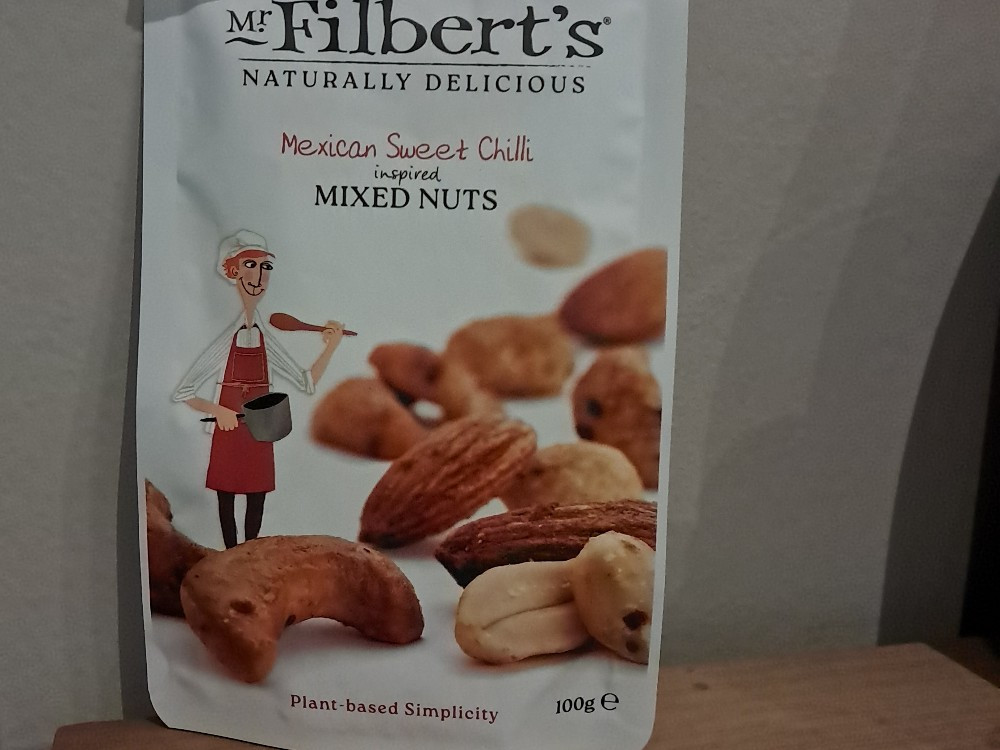 Mr Filbert's®
NATURALLY DELICIOUS
Mexican Sweet Chilli
inspired
MIXED NUTS
Plant-based Simplicity
100g ℮